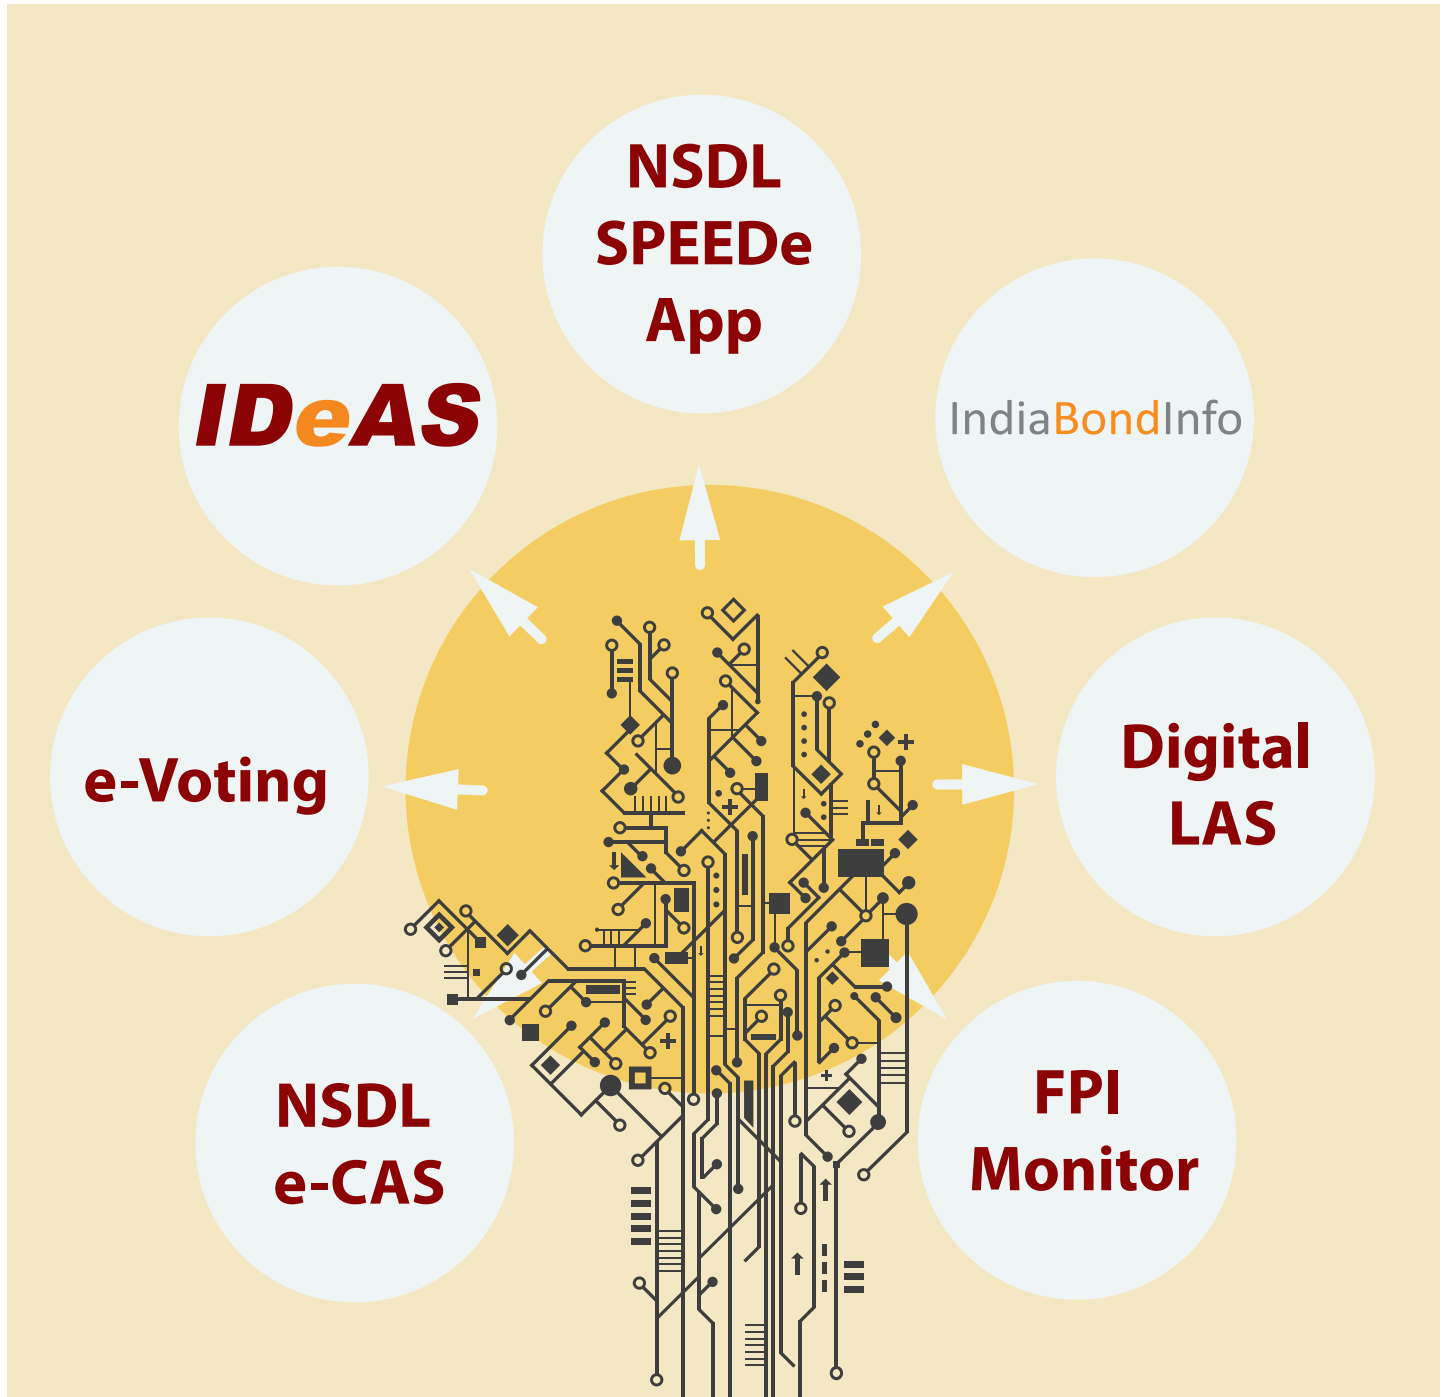 NSDL
SPEEDe
App
IDeAS
IndiaBondInfo
e-Voting
Digital
LAS
NSDL
e-CAS
FPI
Monitor